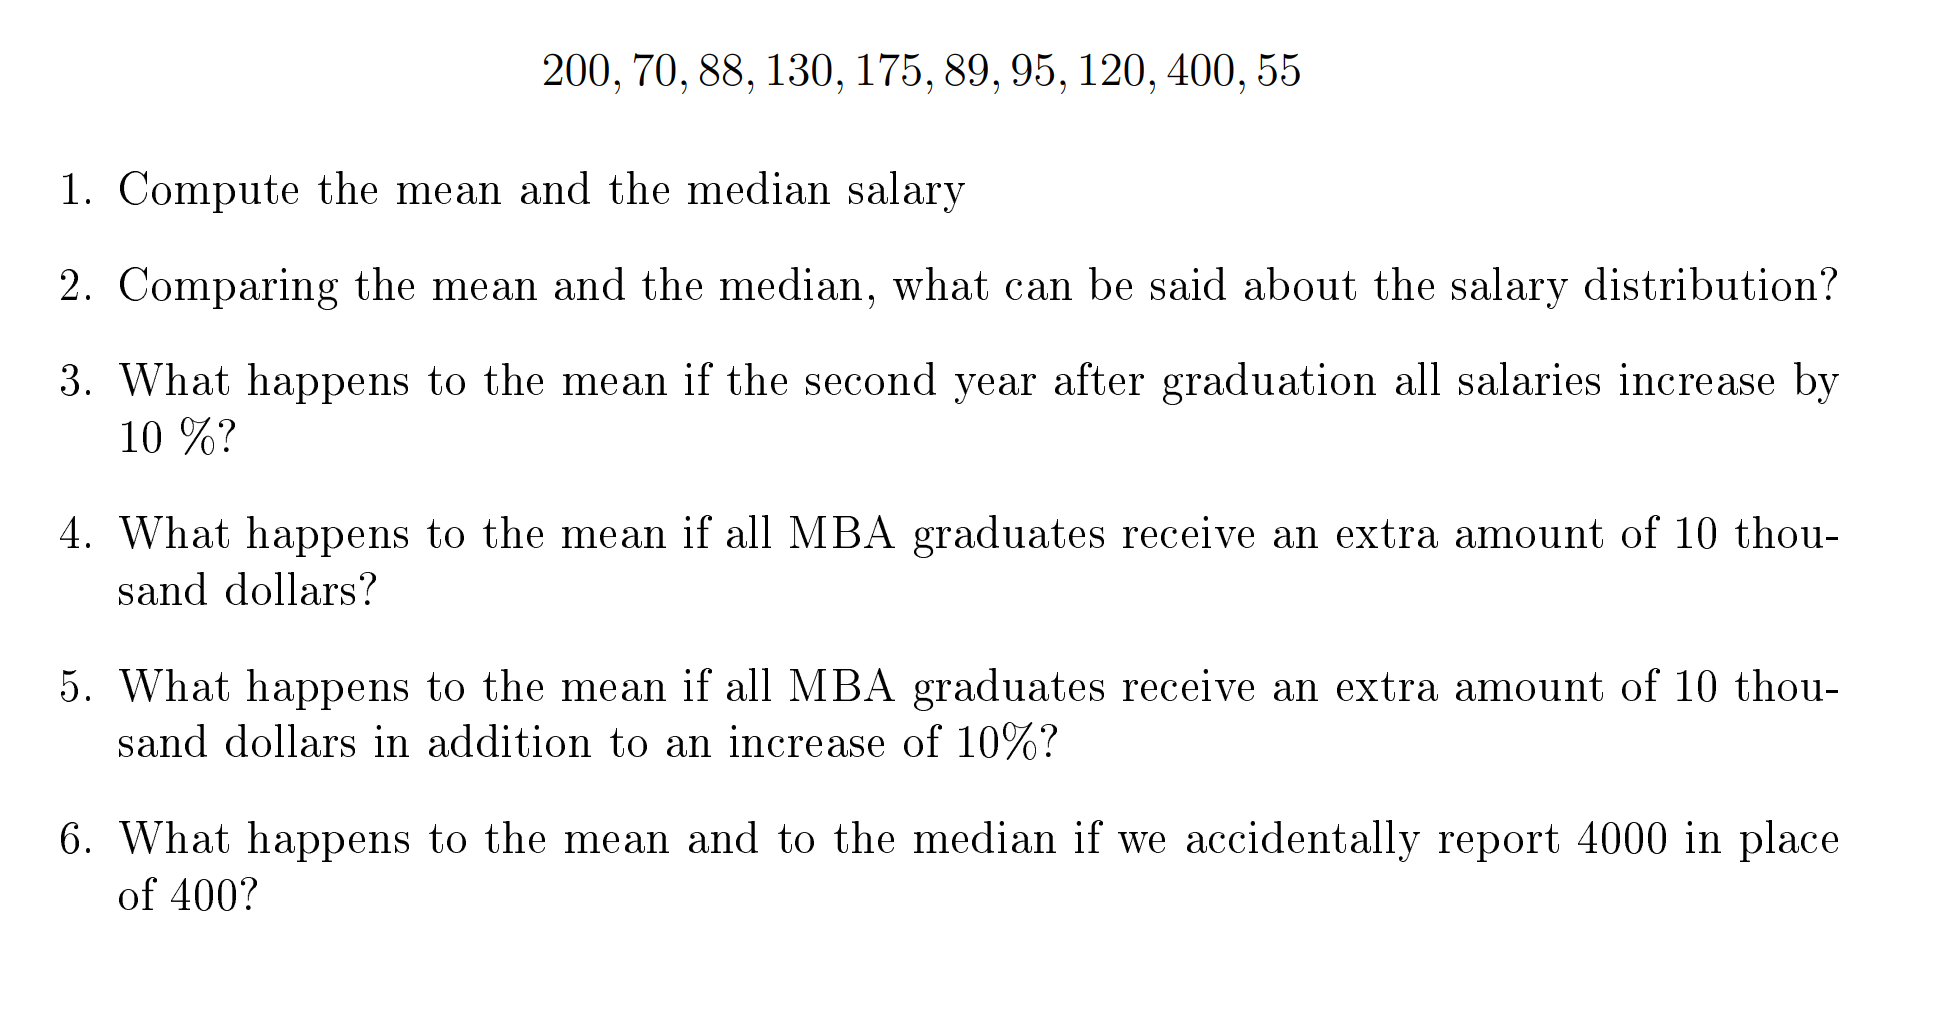 200, 70, 88, 130, 175, 89, 95, 120, 400, 55
1. Compute the mean and the median salary
2. Comparing the mean and the median, what can be said about the salary distribution?
3. What happens to the mean if the second year after graduation all salaries increase by
10 %?
4. What happens to the mean if all MBA graduates receive an extra amount of 10 thou-
sand dollars?
5. What happens to the mean if all MBA graduates receive an extra amount of 10 thou-
sand dollars in addition to an increase of 10%?
6. What happens to the mean and to the median if we accidentally report 4000 in place
of 400?